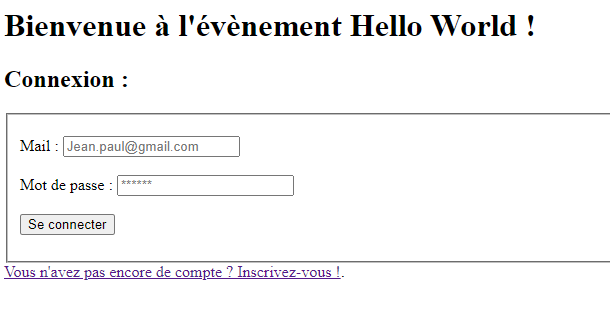 Bienvenue à l'évènement Hello World !
Connexion :
Mail : Jean.paul@gmail.com
Mot de passe : ******
Se connecter
Vous n'avez pas encore de compte ? Inscrivez-vous !.